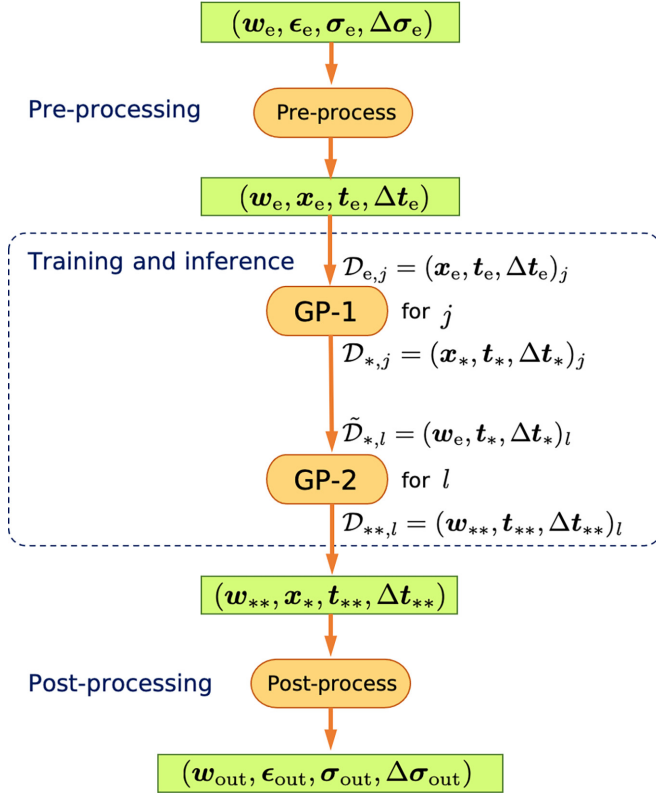 (w_e, ϵ_e, σ_e, Δσ_e)
Pre-processing
Pre-process
(w_e, x_e, t_e, Δt_e)
Training and inference
𝒟_{e,j} = (x_e, t_e, Δt_e)_j
GP-1 for j
𝒟_{*,j} = (x_*, t_*, Δt_*)_j
𝒟̃_{*,l} = (w_e, t_*, Δt_*)_l
GP-2 for l
𝒟_{**,l} = (w_{**}, t_{**}, Δt_{**})_l
(w_{**}, x_*, t_{**}, Δt_{**})
Post-processing
Post-process
(w_out, ϵ_out, σ_out, Δσ_out)